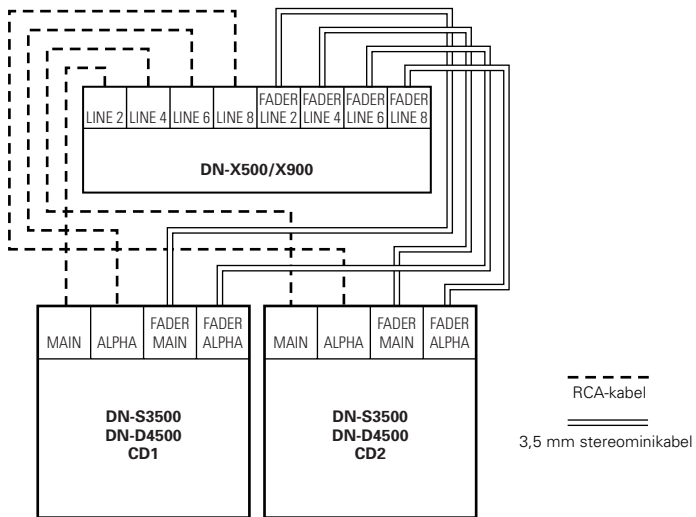 LINE 2 LINE 4 LINE 6 LINE 8 FADER LINE 2 FADER LINE 4 FADER LINE 6 FADER LINE 8
DN-X500/X900
MAIN ALPHA FADER MAIN FADER ALPHA
DN-S3500
DN-D4500
CD1
MAIN ALPHA FADER MAIN FADER ALPHA
DN-S3500
DN-D4500
CD2
RCA-kabel
3,5 mm stereominikabel